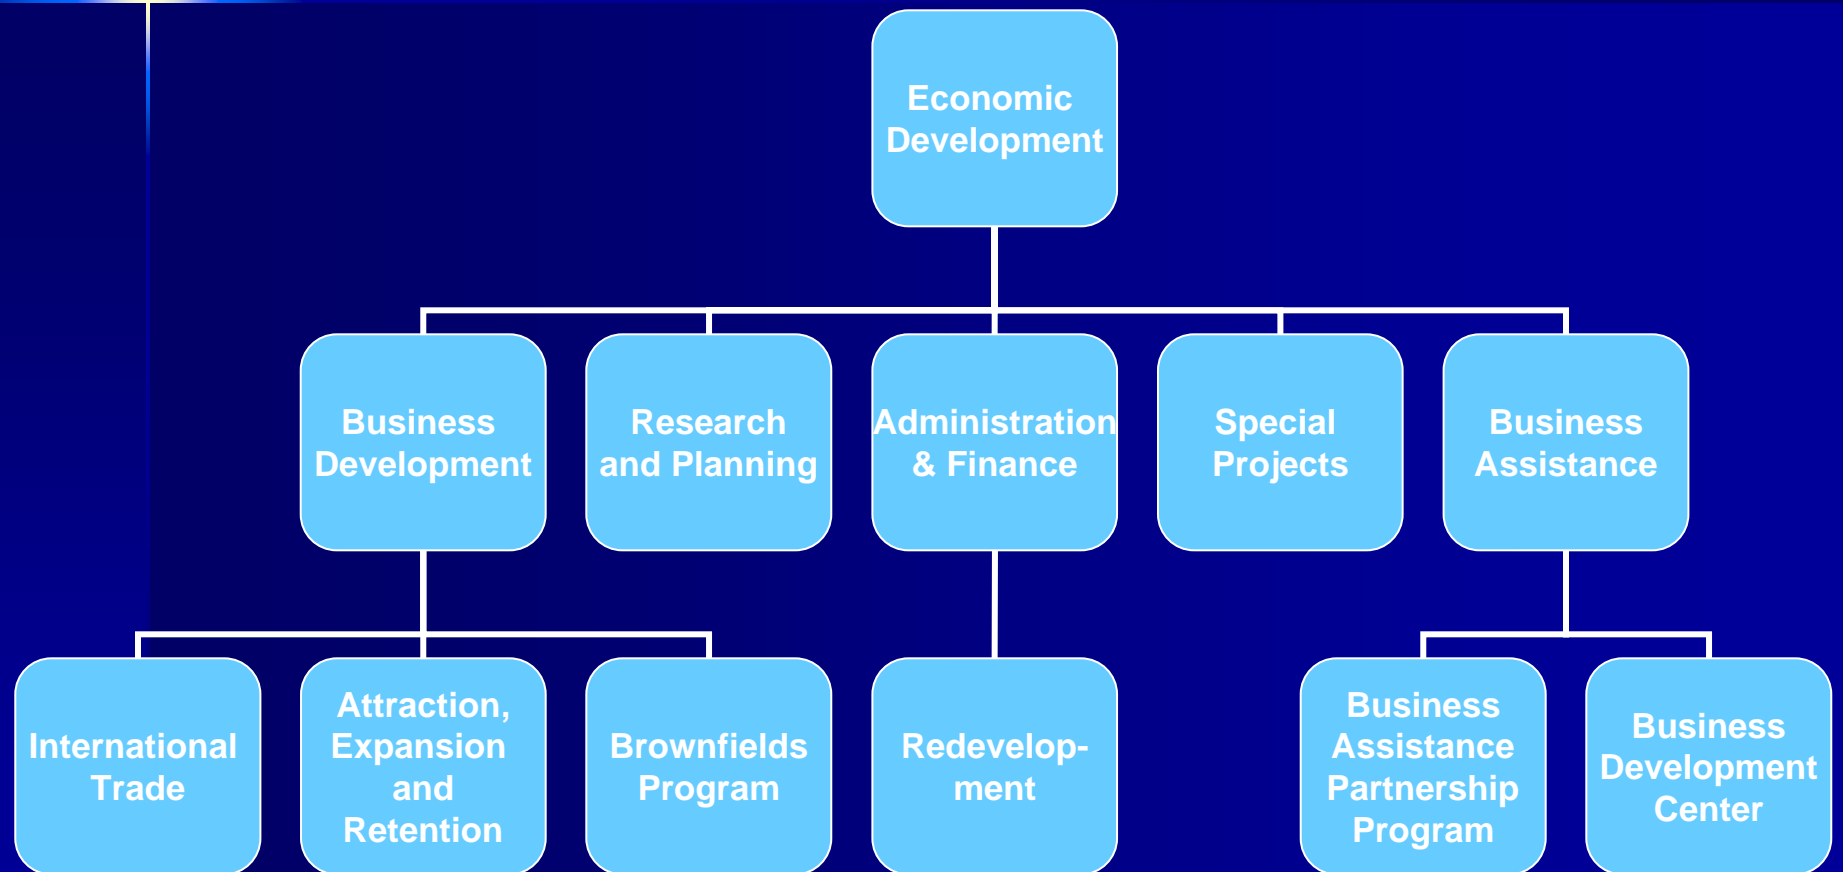 Economic
Development
Business
Development
Research
and Planning
Administration
& Finance
Special
Projects
Business
Assistance
International
Trade
Attraction,
Expansion
and
Retention
Brownfields
Program
Redevelop-
ment
Business
Assistance
Partnership
Program
Business
Development
Center